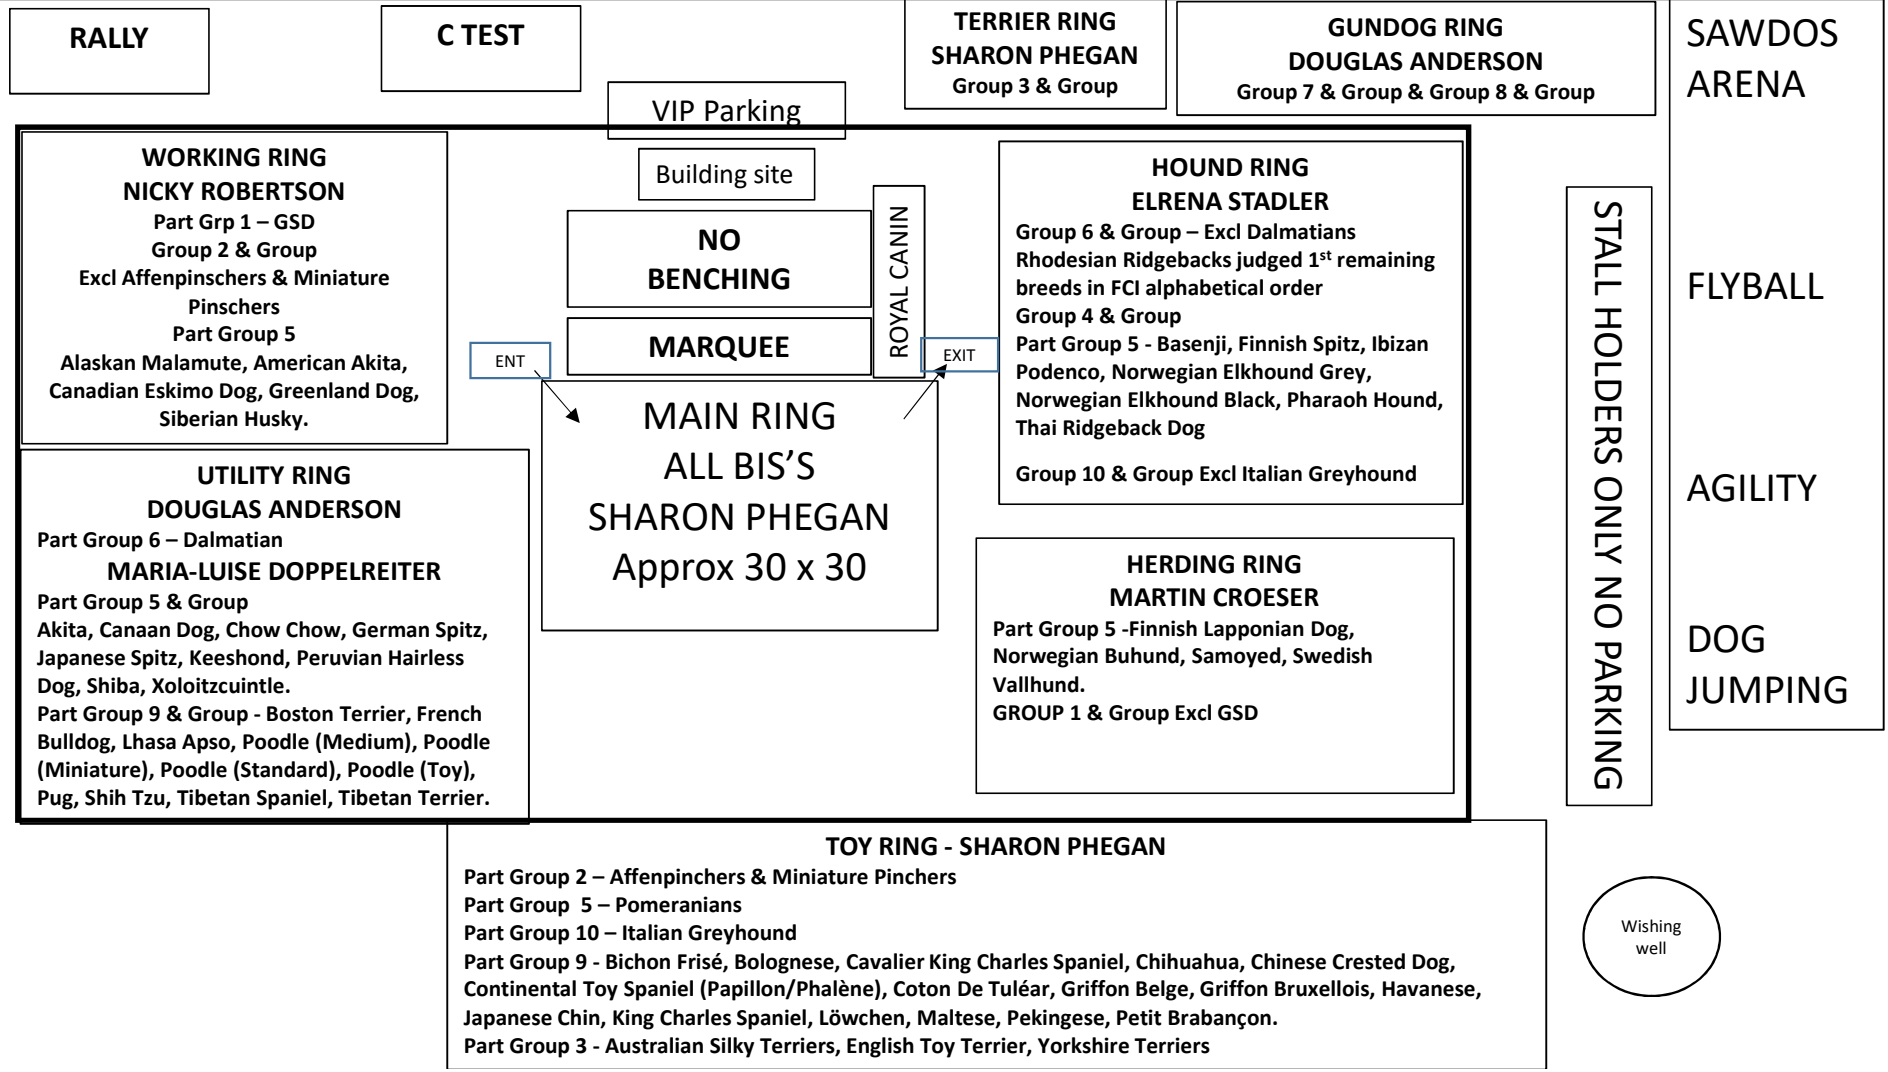 RALLY
C TEST
TERRIER RING
SHARON PHEGAN
Group 3 & Group
GUNDOG RING
DOUGLAS ANDERSON
Group 7 & Group & Group 8 & Group
SAWDOS
ARENA
FLYBALL
AGILITY
DOG
JUMPING
VIP Parking
Building site
WORKING RING
NICKY ROBERTSON
Part Grp 1 – GSD
Group 2 & Group
Excl Affenpinschers & Miniature
Pinschers
Part Group 5
Alaskan Malamute, American Akita,
Canadian Eskimo Dog, Greenland Dog,
Siberian Husky.
NO
BENCHING
MARQUEE
ROYAL CANIN
ENT
EXIT
MAIN RING
ALL BIS’S
SHARON PHEGAN
Approx 30 x 30
HOUND RING
ELRENA STADLER
Group 6 & Group – Excl Dalmatians
Rhodesian Ridgebacks judged 1st remaining
breeds in FCI alphabetical order
Group 4 & Group
Part Group 5 - Basenji, Finnish Spitz, Ibizan
Podenco, Norwegian Elkhound Grey,
Norwegian Elkhound Black, Pharaoh Hound,
Thai Ridgeback Dog
Group 10 & Group Excl Italian Greyhound
STALL HOLDERS ONLY NO PARKING
UTILITY RING
DOUGLAS ANDERSON
Part Group 6 – Dalmatian
MARIA-LUISE DOPPELREITER
Part Group 5 & Group
Akita, Canaan Dog, Chow Chow, German Spitz,
Japanese Spitz, Keeshond, Peruvian Hairless
Dog, Shiba, Xoloitzcuintle.
Part Group 9 & Group - Boston Terrier, French
Bulldog, Lhasa Apso, Poodle (Medium), Poodle
(Miniature), Poodle (Standard), Poodle (Toy),
Pug, Shih Tzu, Tibetan Spaniel, Tibetan Terrier.
HERDING RING
MARTIN CROESER
Part Group 5 -Finnish Lapponian Dog,
Norwegian Buhund, Samoyed, Swedish
Vallhund.
GROUP 1 & Group Excl GSD
TOY RING - SHARON PHEGAN
Part Group 2 – Affenpinchers & Miniature Pinchers
Part Group  5 – Pomeranians
Part Group 10 – Italian Greyhound
Part Group 9 - Bichon Frisé, Bolognese, Cavalier King Charles Spaniel, Chihuahua, Chinese Crested Dog,
Continental Toy Spaniel (Papillon/Phalène), Coton De Tuléar, Griffon Belge, Griffon Bruxellois, Havanese,
Japanese Chin, King Charles Spaniel, Löwchen, Maltese, Pekingese, Petit Brabançon.
Part Group 3 - Australian Silky Terriers, English Toy Terrier, Yorkshire Terriers
Wishing
well